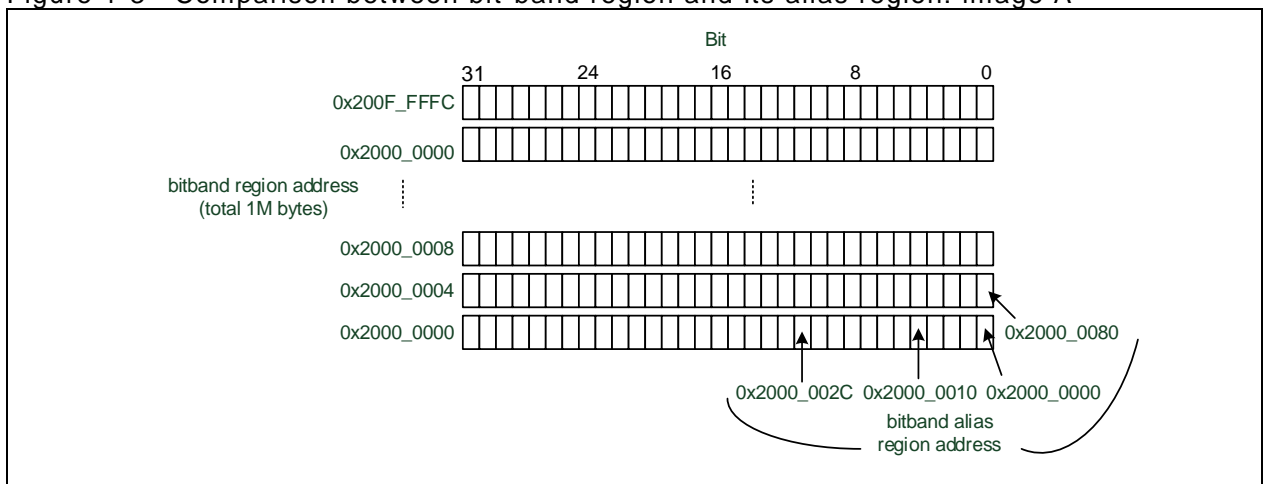 Figure 1-3 Comparison between bit-band region and its alias region: image A
Bit
31 24 16 8 0
0x200F_FFFC
0x2000_0000
bitband region address
(total 1M bytes)
0x2000_0008
0x2000_0004
0x2000_0000
0x2000_0080
0x2000_002C 0x2000_0010 0x2000_0000
bitband alias
region address